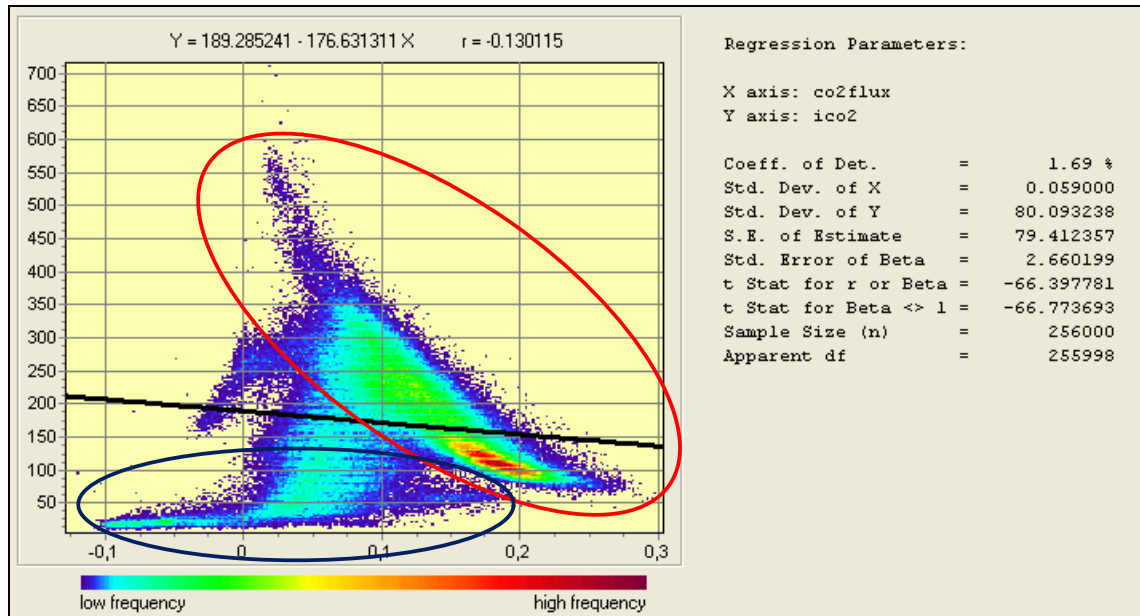 Y = 189.285241 - 176.631311 X r = -0.130115
700
650
600
550
500
450
400
350
300
250
200
150
100
50
-0,1 0 0,1 0,2 0,3
low frequency high frequency
Regression Parameters:
X axis: co2flux
Y axis: ico2
Coeff. of Det. = 1.69 %
Std. Dev. of X = 0.059000
Std. Dev. of Y = 80.093238
S.E. of Estimate = 79.412357
Std. Error of Beta = 2.660199
t Stat for r or Beta = -66.397781
t Stat for Beta <> 1 = -66.773693
Sample Size (n) = 256000
Apparent df = 255998